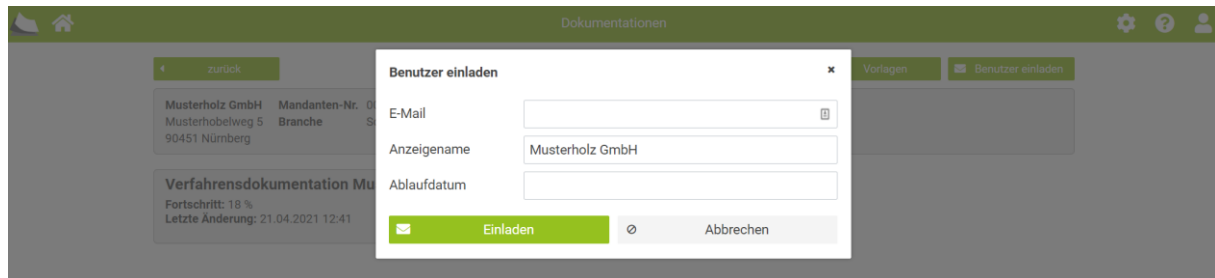 Dokumentationen
zurück
Vorlagen
Benutzer einladen
Musterholz GmbH Mandanten-Nr.
Musterhobelweg 5 Branche
90451 Nürnberg
Verfahrensdokumentation Mu
Fortschritt: 18 %
Letzte Änderung: 21.04.2021 12:41
Benutzer einladen
E-Mail
Anzeigename Musterholz GmbH
Ablaufdatum
Einladen Abbrechen